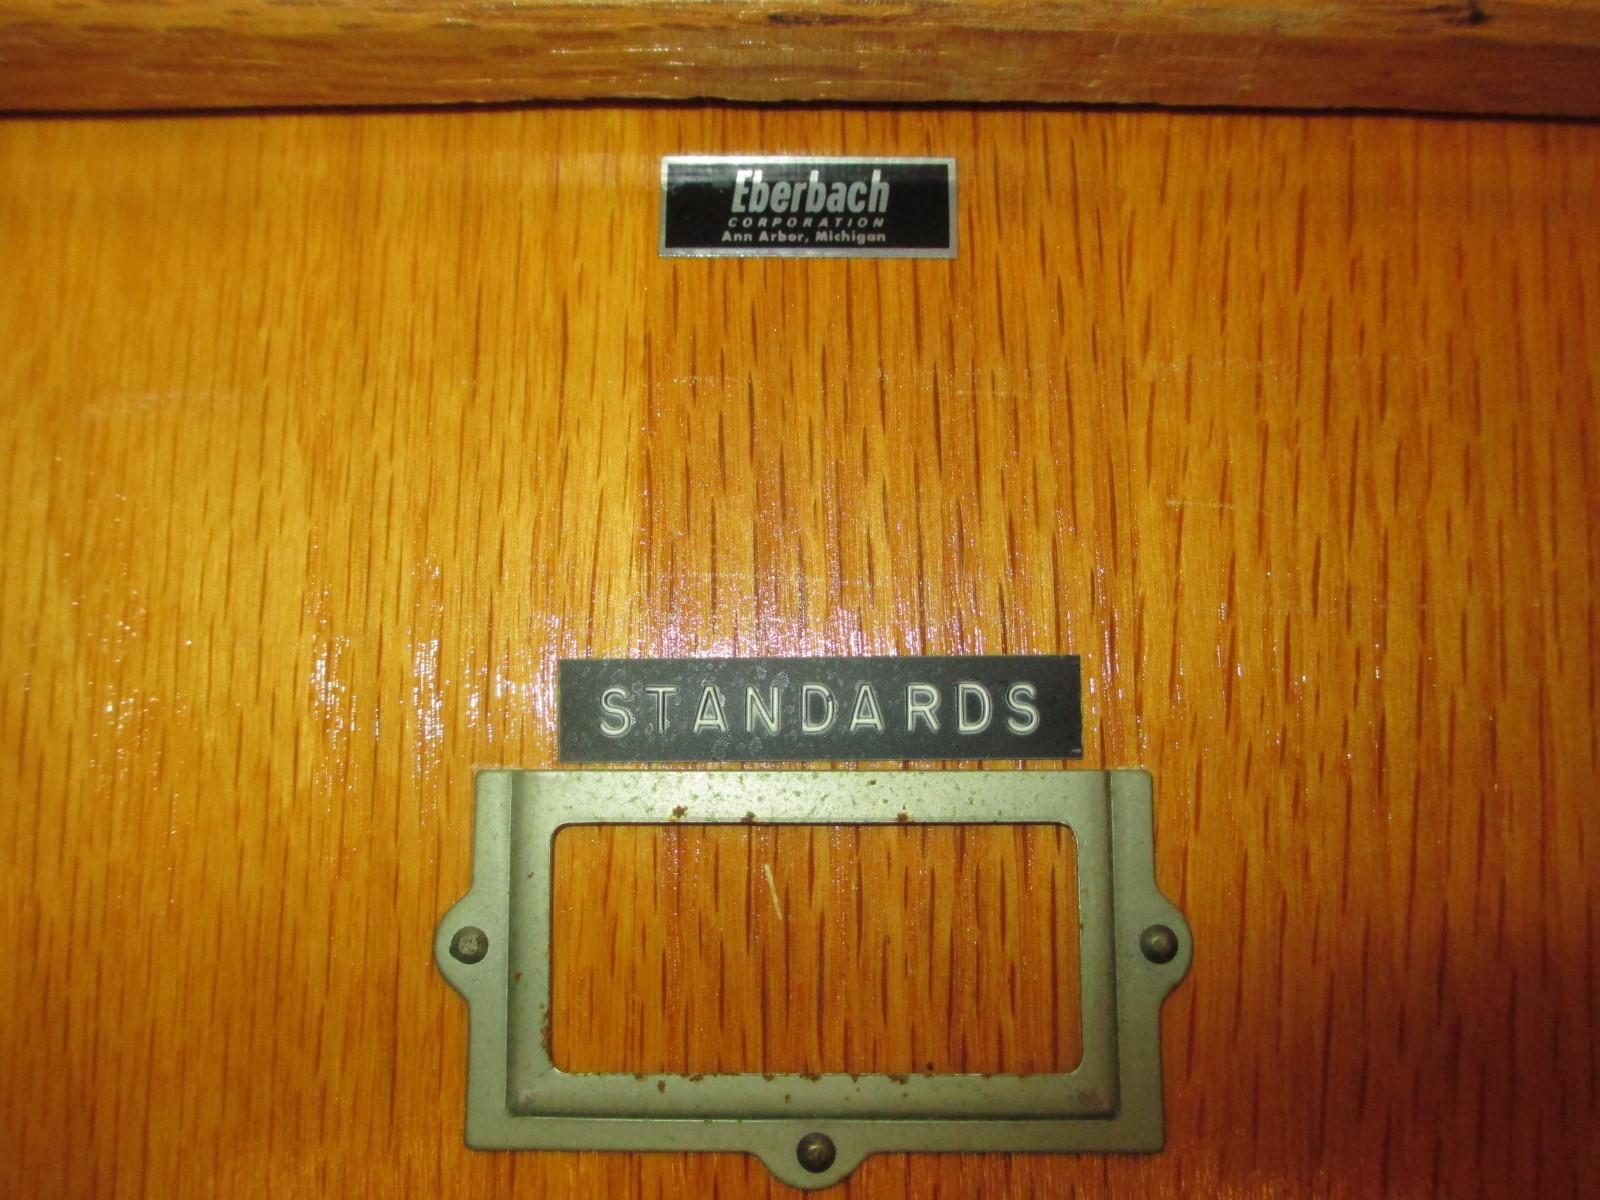 Eberbach
CORPORATION
Ann Arbor, Michigan
STANDARDS